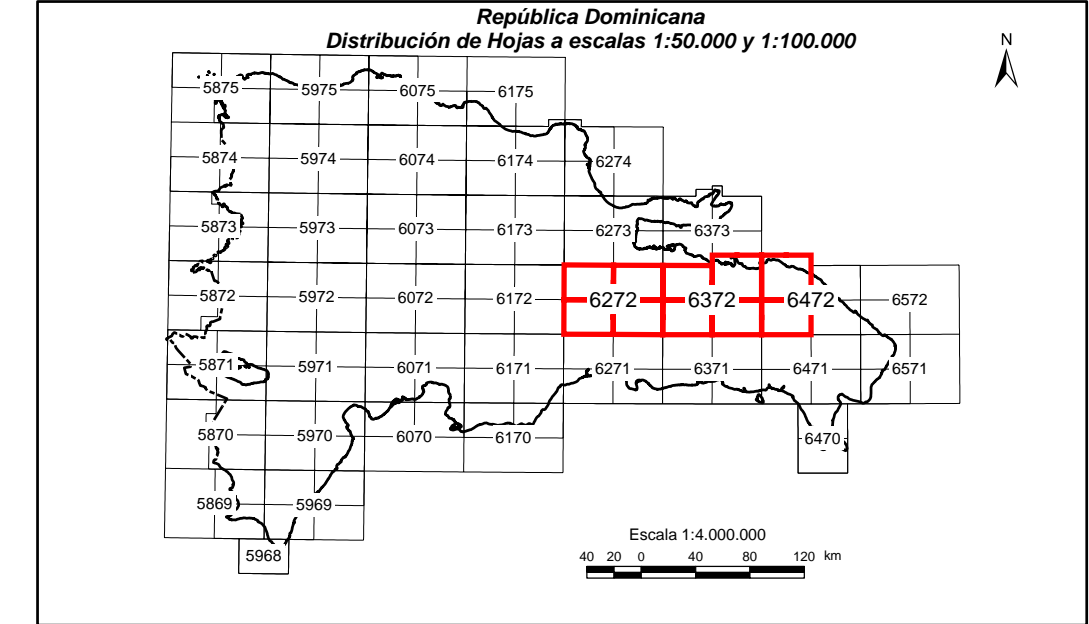 República Dominicana
Distribución de Hojas a escalas 1:50.000 y 1:100.000
N
5875 5975 6075 6175
5874 5974 6074 6174 6274
5873 5973 6073 6173 6273 6373
5872 5972 6072 6172 6272 6372 6472 6572
5871 5971 6071 6171 6271 6371 6471 6571
5870 5970 6070 6170 6470
5869 5969
5968
Escala 1:4.000.000
40 20 0 40 80 120 km